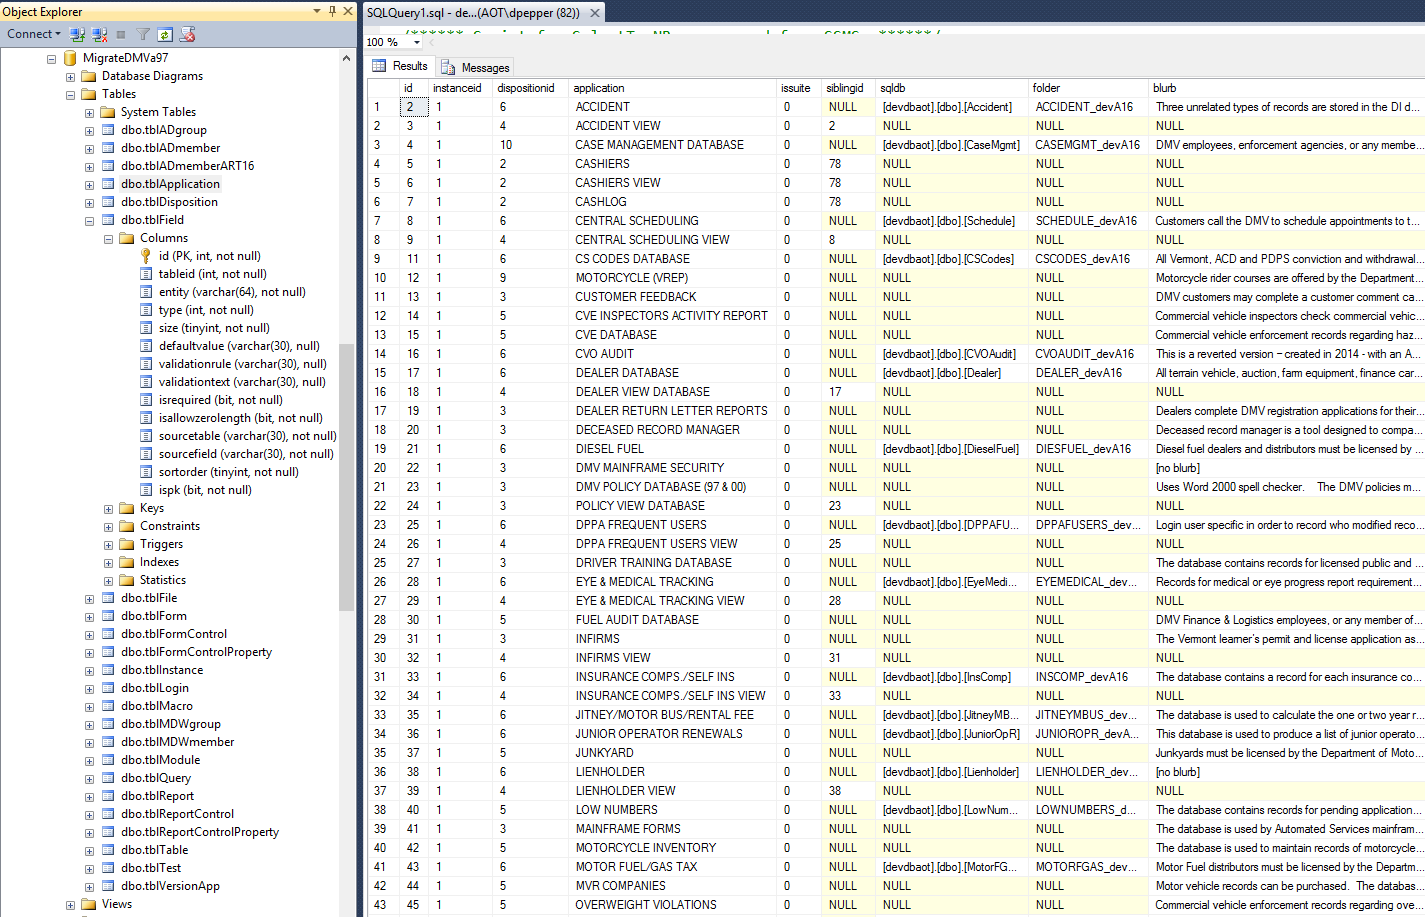 Object Explorer
Connect
MigrateDMVa97
Database Diagrams
Tables
System Tables
dbo.tblADgroup
dbo.tblADmember
dbo.tblADmemberART16
dbo.tblApplication
dbo.tblDisposition
dbo.tblField
Columns
id (PK, int, not null)
tableid (int, not null)
entity (varchar(64), not null)
type (int, not null)
size (tinyint, not null)
defaultvalue (varchar(30), null)
validationrule (varchar(30), null)
validationtext (varchar(30), null)
isrequired (bit, not null)
isallowzerolength (bit, not null)
sourcetable (varchar(30), not null)
sourcefield (varchar(30), not null)
sortorder (tinyint, not null)
ispk (bit, not null)
Keys
Constraints
Triggers
Indexes
Statistics
dbo.tblFile
dbo.tblForm
dbo.tblFormControl
dbo.tblFormControlProperty
dbo.tblInstance
dbo.tblLogin
dbo.tblMacro
dbo.tblMDWgroup
dbo.tblMDWmember
dbo.tblModule
dbo.tblQuery
dbo.tblReport
dbo.tblReportControl
dbo.tblReportControlProperty
dbo.tblTable
dbo.tblTest
dbo.tblVersionApp
Views
SQLQuery1.sql - de...(AOT\dpepper (82))
100 %
Results Messages
id instanceid dispositionid application issuite siblingid sqldb folder blurb
1 2 1 6 ACCIDENT 0 NULL [devdbaot].[dbo].[Accident] ACCIDENT_devA16 Three unrelated types of records are stored in the DI d...
2 3 1 4 ACCIDENT VIEW 0 2 NULL NULL NULL
3 4 1 10 CASE MANAGEMENT DATABASE 0 NULL [devdbaot].[dbo].[CaseMgmt] CASEMGMT_devA16 DMV employees, enforcement agencies, or any membe...
4 5 1 2 CASHIERS 0 78 NULL NULL NULL
5 6 1 2 CASHIERS VIEW 0 78 NULL NULL NULL
6 7 1 2 CASHLOG 0 78 NULL NULL NULL
7 8 1 6 CENTRAL SCHEDULING 0 NULL [devdbaot].[dbo].[Schedule] SCHEDULE_devA16 Customers call the DMV to schedule appointments to t...
8 9 1 4 CENTRAL SCHEDULING VIEW 0 8 NULL NULL NULL
9 11 1 6 CS CODES DATABASE 0 NULL [devdbaot].[dbo].[CSCodes] CSCODES_devA16 All Vermont, ACD and PDPS conviction and withdrawal...
10 12 1 9 MOTORCYCLE (VREP) 0 NULL NULL NULL Motorcycle rider courses are offered by the Department...
11 13 1 3 CUSTOMER FEEDBACK 0 NULL NULL NULL DMV customers may complete a customer comment ca...
12 14 1 5 CVE INSPECTORS ACTIVITY REPORT 0 NULL NULL NULL Commercial vehicle inspectors check commercial vehic...
13 15 1 5 CVE DATABASE 0 NULL NULL NULL Commercial vehicle enforcement records regarding haz...
14 16 1 6 CVO AUDIT 0 NULL [devdbaot].[dbo].[CVOAudit] CVOAUDIT_devA16 This is a reverted version – created in 2014 - with an A...
15 17 1 6 DEALER DATABASE 0 NULL [devdbaot].[dbo].[Dealer] DEALER_devA16 All terrain vehicle, auction, farm equipment, finance car...
16 18 1 4 DEALER VIEW DATABASE 0 17 NULL NULL NULL
17 19 1 3 DEALER RETURN LETTER REPORTS 0 NULL NULL NULL Dealers complete DMV registration applications for their...
18 20 1 3 DECEASED RECORD MANAGER 0 NULL NULL NULL Deceased record manager is a tool designed to compa...
19 21 1 6 DIESEL FUEL 0 NULL [devdbaot].[dbo].[DieselFuel] DIESFUEL_devA16 Diesel fuel dealers and distributors must be licensed by ...
20 22 1 3 DMV MAINFRAME SECURITY 0 NULL NULL NULL [no blurb]
21 23 1 3 DMV POLICY DATABASE (97 & 00) 0 NULL NULL NULL Uses Word 2000 spell checker. The DMV policies m...
22 24 1 3 POLICY VIEW DATABASE 0 23 NULL NULL NULL
23 25 1 6 DPPA FREQUENT USERS 0 NULL [devdbaot].[dbo].[DPPAFU... DPPAFUSERS_dev... Login user specific in order to record who modified reco...
24 26 1 4 DPPA FREQUENT USERS VIEW 0 25 NULL NULL NULL
25 27 1 3 DRIVER TRAINING DATABASE 0 NULL NULL NULL The database contains records for licensed public and ...
26 28 1 6 EYE & MEDICAL TRACKING 0 NULL [devdbaot].[dbo].[EyeMedi... EYEMEDICAL_dev... Records for medical or eye progress report requirement...
27 29 1 4 EYE & MEDICAL TRACKING VIEW 0 28 NULL NULL NULL
28 30 1 5 FUEL AUDIT DATABASE 0 NULL NULL NULL DMV Finance & Logistics employees, or any member of...
29 31 1 3 INFIRMS 0 NULL NULL NULL The Vermont learner's permit and license application as...
30 32 1 4 INFIRMS VIEW 0 31 NULL NULL NULL
31 33 1 6 INSURANCE COMPS./SELF INS 0 NULL [devdbaot].[dbo].[InsComp] INSCOMP_devA16 The database contains a record for each insurance co...
32 34 1 4 INSURANCE COMPS./SELF INS VIEW 0 33 NULL NULL NULL
33 35 1 6 JITNEY/MOTOR BUS/RENTAL FEE 0 NULL [devdbaot].[dbo].[JitneyMB... JITNEYMBUS_dev... The database is used to calculate the one or two year r...
34 36 1 6 JUNIOR OPERATOR RENEWALS 0 NULL [devdbaot].[dbo].[JuniorOpR] JUNIOROPR_devA... This database is used to produce a list of junior operato...
35 37 1 5 JUNKYARD 0 NULL NULL NULL Junkyards must be licensed by the Department of Moto...
36 38 1 6 LIENHOLDER 0 NULL [devdbaot].[dbo].[Lienholder] LIENHOLDER_dev... [no blurb]
37 39 1 4 LIENHOLDER VIEW 0 38 NULL NULL NULL
38 40 1 5 LOW NUMBERS 0 NULL [devdbaot].[dbo].[LowNum... LOWNUMBERS_d... The database contains records for pending application...
39 41 1 3 MAINFRAME FORMS 0 NULL NULL NULL The database is used by Automated Services mainfram...
40 42 1 5 MOTORCYCLE INVENTORY 0 NULL NULL NULL The database is used to maintain records of motorcycle...
41 43 1 6 MOTOR FUEL/GAS TAX 0 NULL [devdbaot].[dbo].[MotorFG... MOTORFGAS_dev... Motor Fuel distributors must be licensed by the Departm...
42 44 1 5 MVR COMPANIES 0 NULL NULL NULL Motor vehicle records can be purchased. The databas...
43 45 1 5 OVERWEIGHT VIOLATIONS 0 NULL NULL NULL Commercial vehicle enforcement records regarding ove...